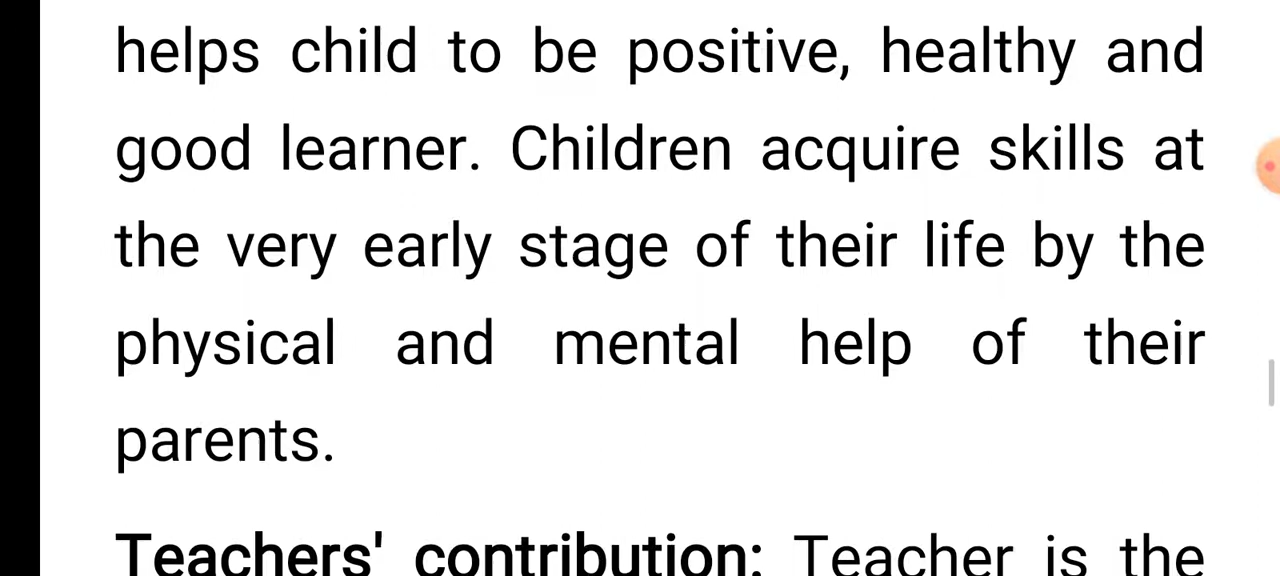 helps child to be positive, healthy and
good learner. Children acquire skills at
the very early stage of their life by the
physical and mental help of their
parents.
Teachers' contribution: Teacher is the